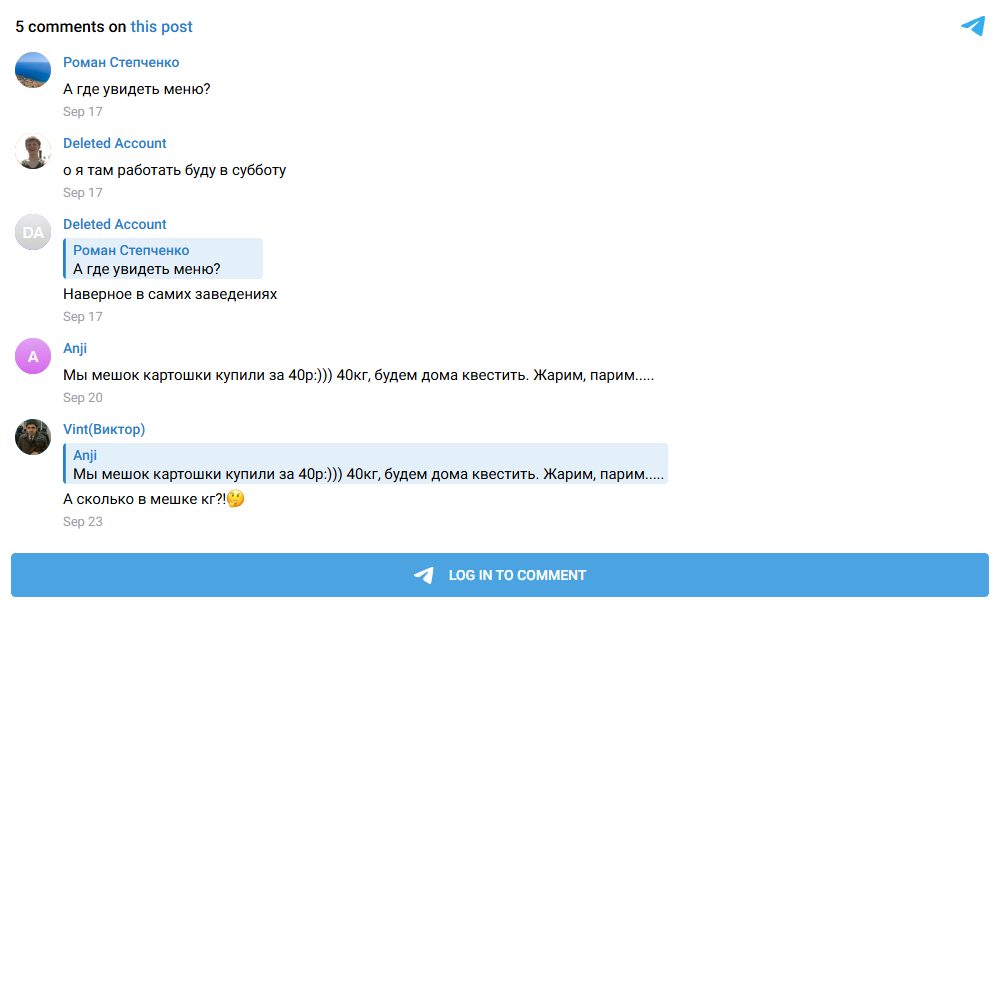 5 comments on this post
Роман Степченко
А где увидеть меню?
Sep 17
Deleted Account
о я там работать буду в субботу
Sep 17
DA
Deleted Account
Роман Степченко
А где увидеть меню?
Наверное в самих заведениях
Sep 17
A
Anji
Мы мешок картошки купили за 40р:))) 40кг, будем дома квестить. Жарим, парим.....
Sep 20
Vint(Виктор)
Anji
Мы мешок картошки купили за 40р:))) 40кг, будем дома квестить. Жарим, парим.....
А сколько в мешке кг?!🤔
Sep 23
LOG IN TO COMMENT